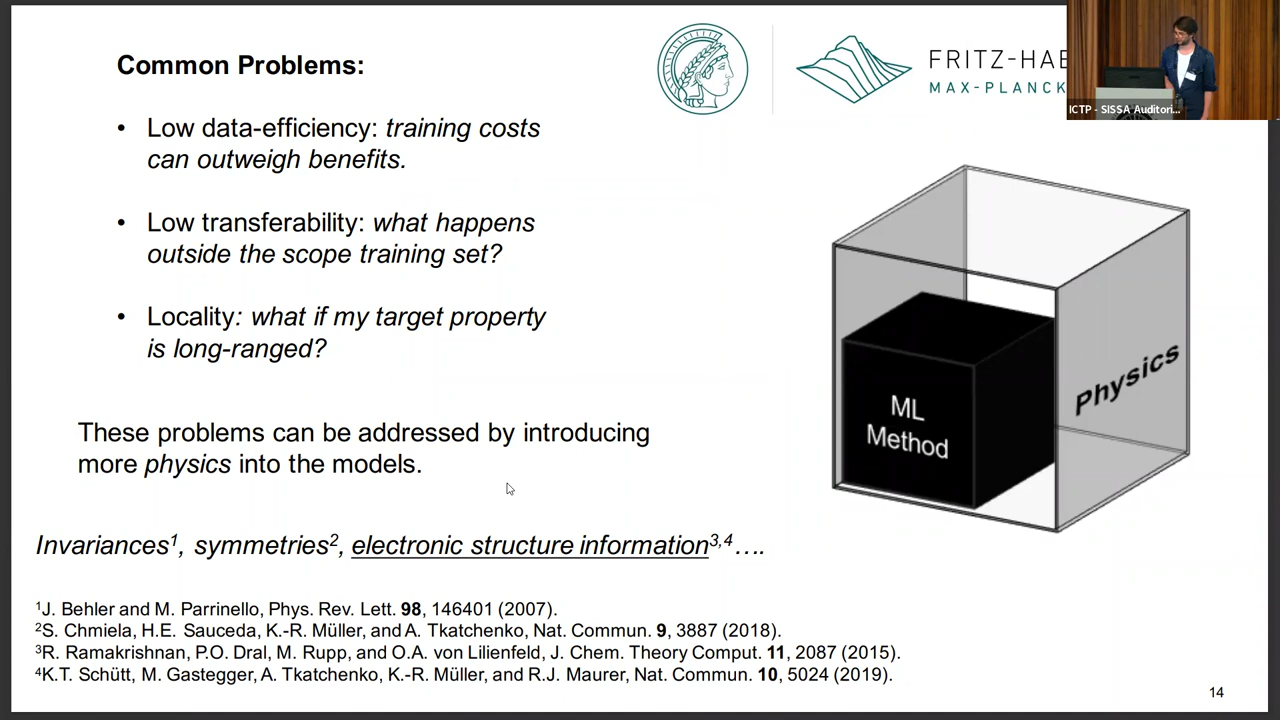 Common Problems:
FRITZ-HAB
MAX-PLANCK
ICTP - SISSA Auditori...
• Low data-efficiency: training costs
can outweigh benefits.
• Low transferability: what happens
outside the scope training set?
• Locality: what if my target property
is long-ranged?
ML
Method
Physics
These problems can be addressed by introducing
more physics into the models.
Invariances¹, symmetries², electronic structure information³,⁴….
¹J. Behler and M. Parrinello, Phys. Rev. Lett. 98, 146401 (2007).
²S. Chmiela, H.E. Sauceda, K.-R. Müller, and A. Tkatchenko, Nat. Commun. 9, 3887 (2018).
³R. Ramakrishnan, P.O. Dral, M. Rupp, and O.A. von Lilienfeld, J. Chem. Theory Comput. 11, 2087 (2015).
⁴K.T. Schütt, M. Gastegger, A. Tkatchenko, K.-R. Müller, and R.J. Maurer, Nat. Commun. 10, 5024 (2019).
14